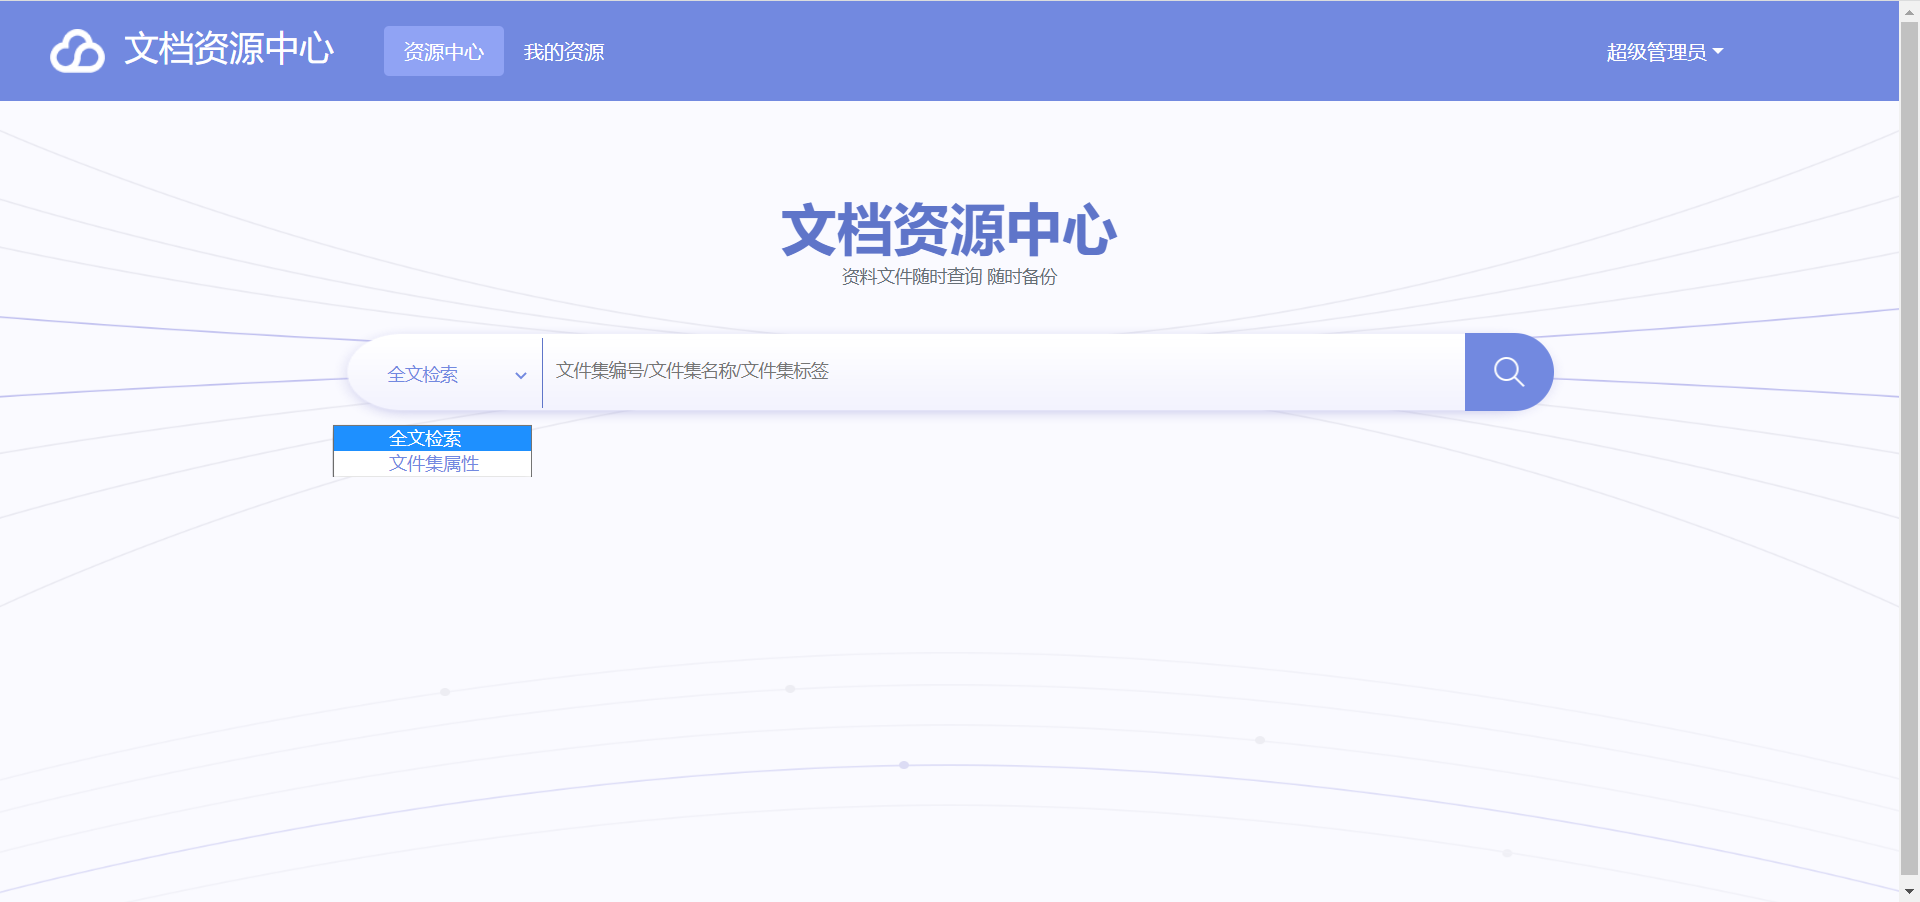 文档资源中心
资源中心
我的资源
超级管理员
文档资源中心
资料文件随时查询 随时备份
全文检索
文件集编号/文件集名称/文件集标签
全文检索
文件集属性